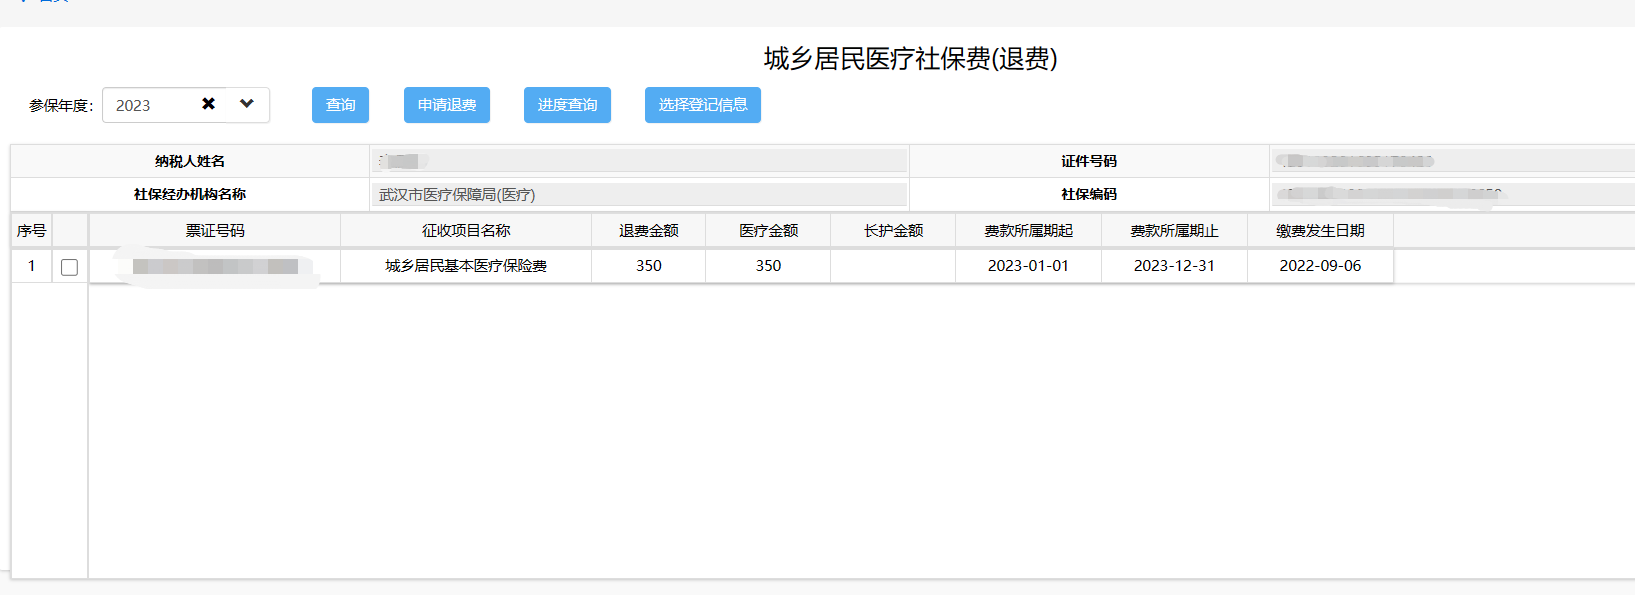 城乡居民医疗社保费(退费)
参保年度： 2023 查询 申请退费 进度查询 选择登记信息
纳税人姓名 证件号码
社保经办机构名称 武汉市医疗保障局(医疗) 社保编码
序号 票证号码 征收项目名称 退费金额 医疗金额 长护金额 费款所属期起 费款所属期止 缴费发生日期
1 城乡居民基本医疗保险费 350 350 2023-01-01 2023-12-31 2022-09-06